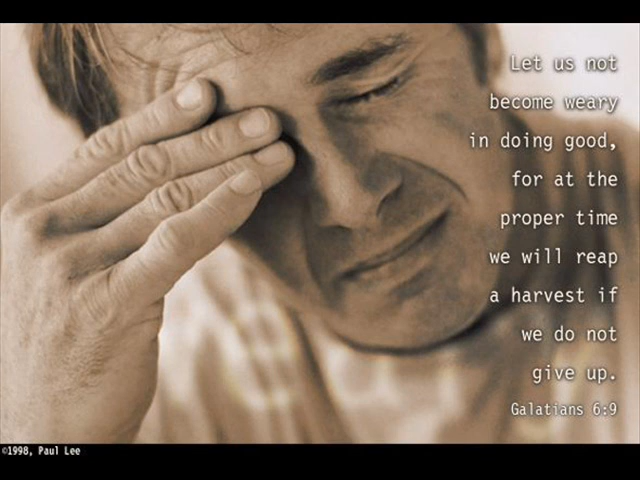 Let us not
become weary
in doing good,
for at the
proper time
we will reap
a harvest if
we do not
give up.
Galatians 6:9
©1998, Paul Lee